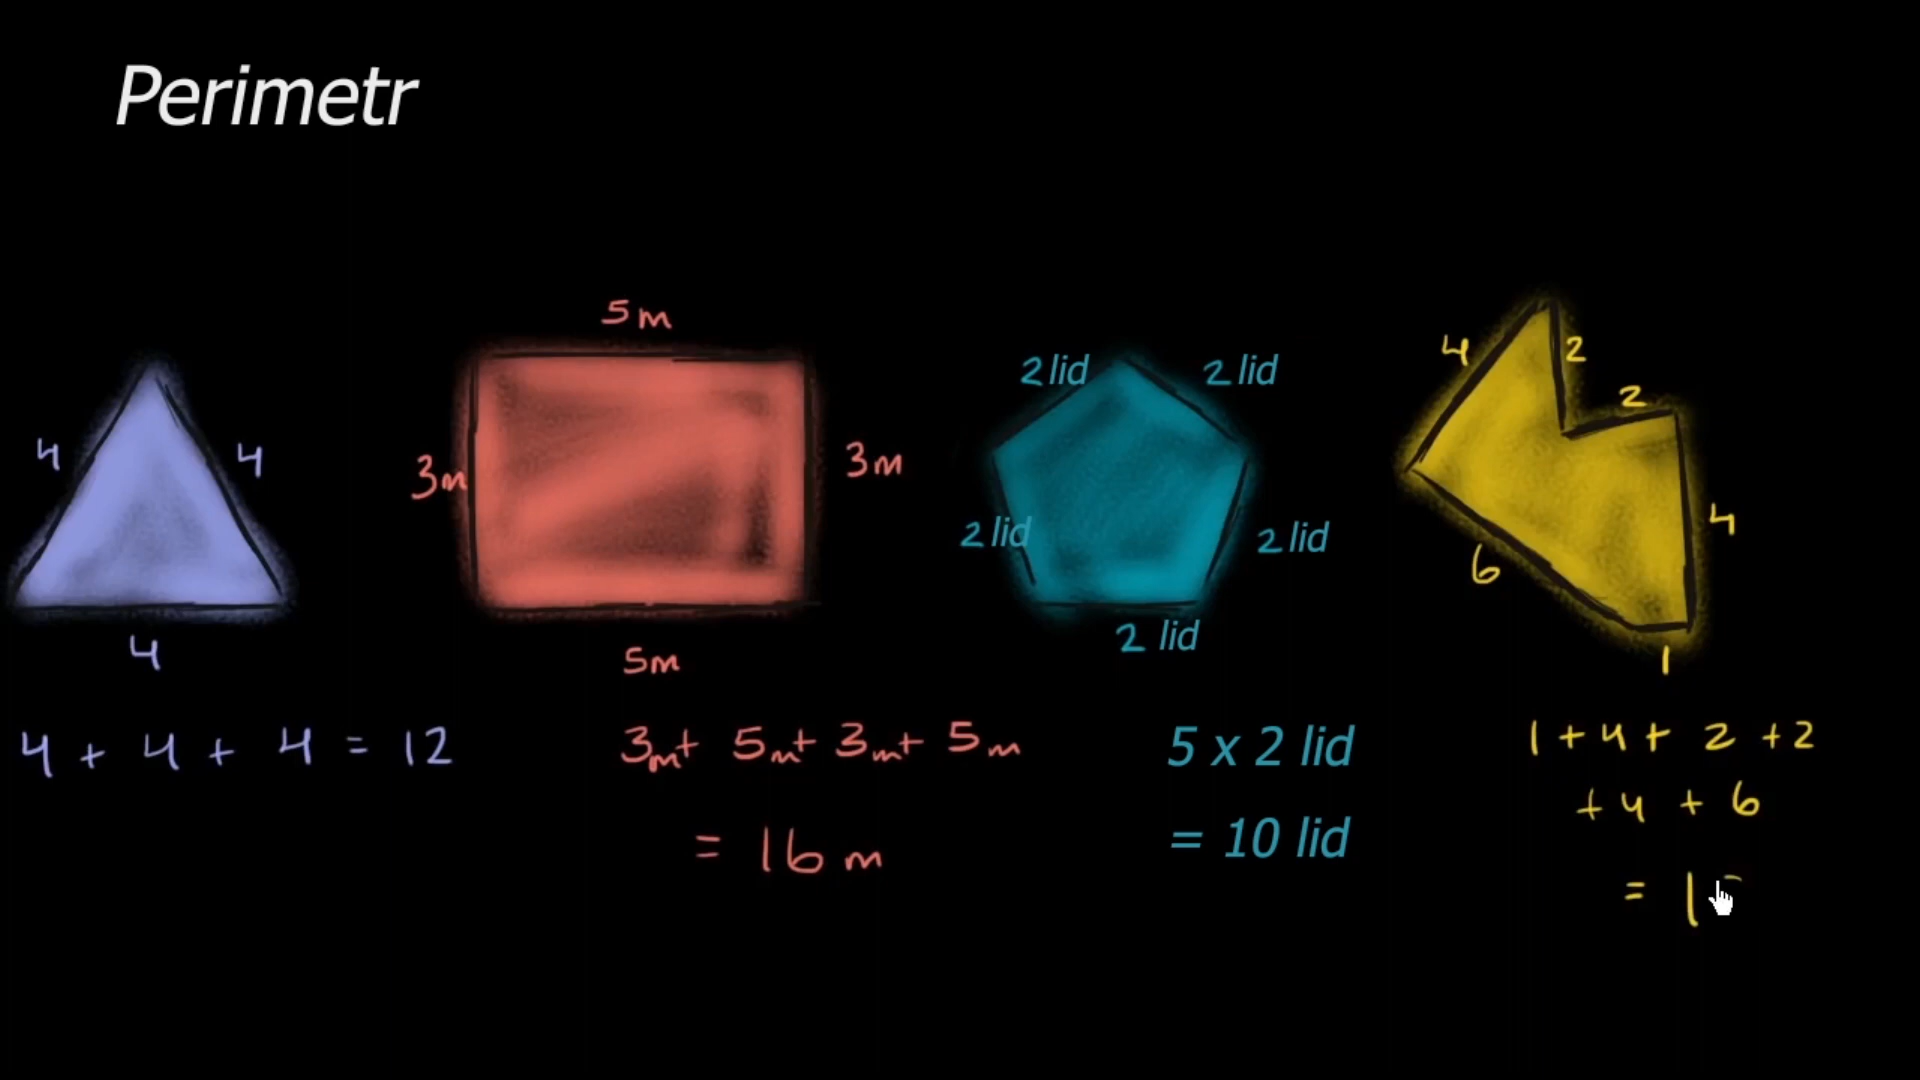 Perimetr
4
4
4
4 + 4 + 4 = 12
5m
3m
3m
5m
3m + 5m + 3m + 5m
= 16 m
2 lid
2 lid
2 lid
2 lid
2 lid
5 x 2 lid
= 10 lid
4
2
2
4
6
1
1 + 4 + 2 + 2
+ 4 + 6
= 1